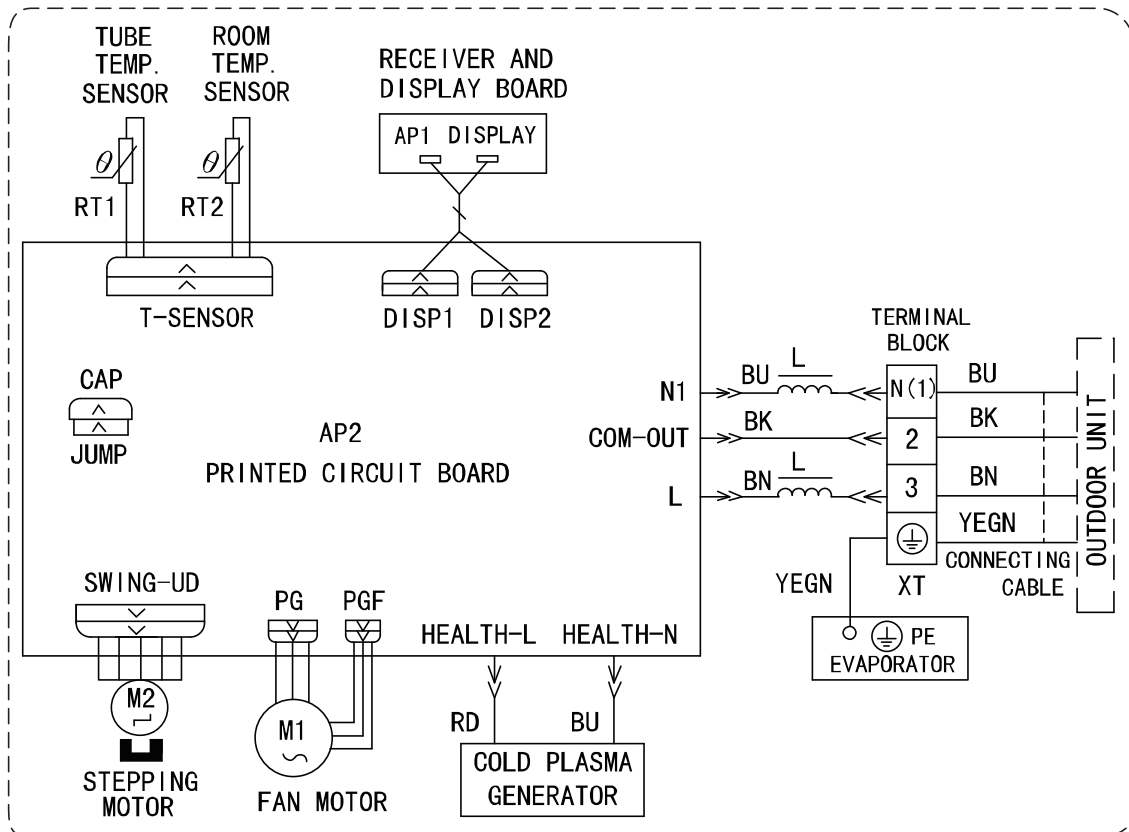 TUBE
TEMP.
SENSOR
ROOM
TEMP.
SENSOR
RECEIVER AND
DISPLAY BOARD
AP1 DISPLAY
θ
θ
RT1
RT2
T-SENSOR
DISP1
DISP2
TERMINAL
BLOCK
CAP
JUMP
AP2
PRINTED CIRCUIT BOARD
N1
BU
L
N(1)
BU
COM-OUT
BK
2
BK
L
BN
L
3
BN
YEGN
OUTDOOR UNIT
YEGN
XT
CONNECTING
CABLE
PE
EVAPORATOR
SWING-UD
PG
PGF
HEALTH-L
HEALTH-N
M2
M1
RD
BU
STEPPING
MOTOR
FAN MOTOR
COLD PLASMA
GENERATOR